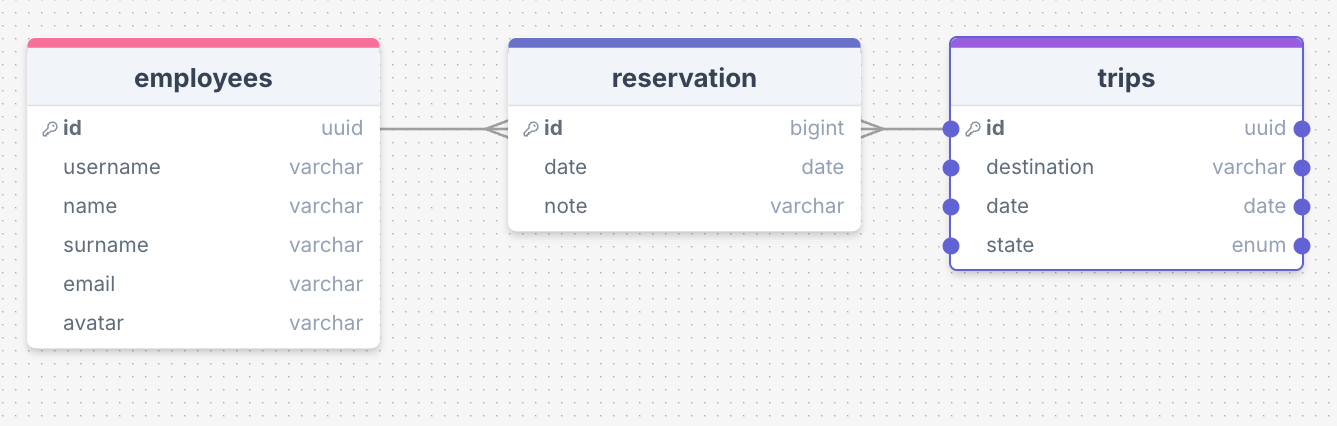 employees
id uuid
username varchar
name varchar
surname varchar
email varchar
avatar varchar
reservation
id bigint
date date
note varchar
trips
id uuid
destination varchar
date date
state enum